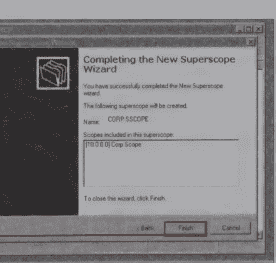 Completing the New Superscope
Wizard
You have successfully completed the New Superscope
wizard.
The following superscope will be created:
Name: CORP SSCOPE
Scopes included in this superscope:
[10.0.0.0] Corp Scope
To close this wizard, click Finish.
Back Finish Cancel